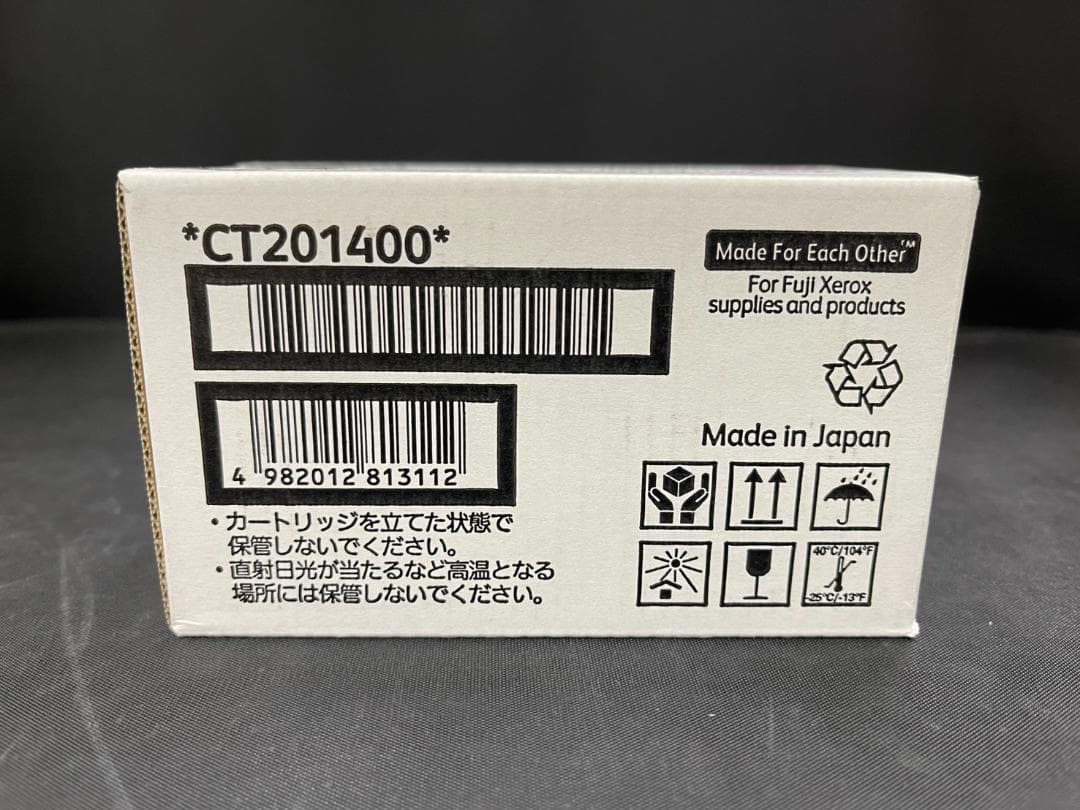 *CT201400*
Made For Each Other™
For Fuji Xerox
supplies and products
Made in Japan
4 982012 813112
・カートリッジを立てた状態で
保管しないでください。
・直射日光が当たるなど高温となる
場所には保管しないでください。
40°C/104°F
-25°C/-13°F